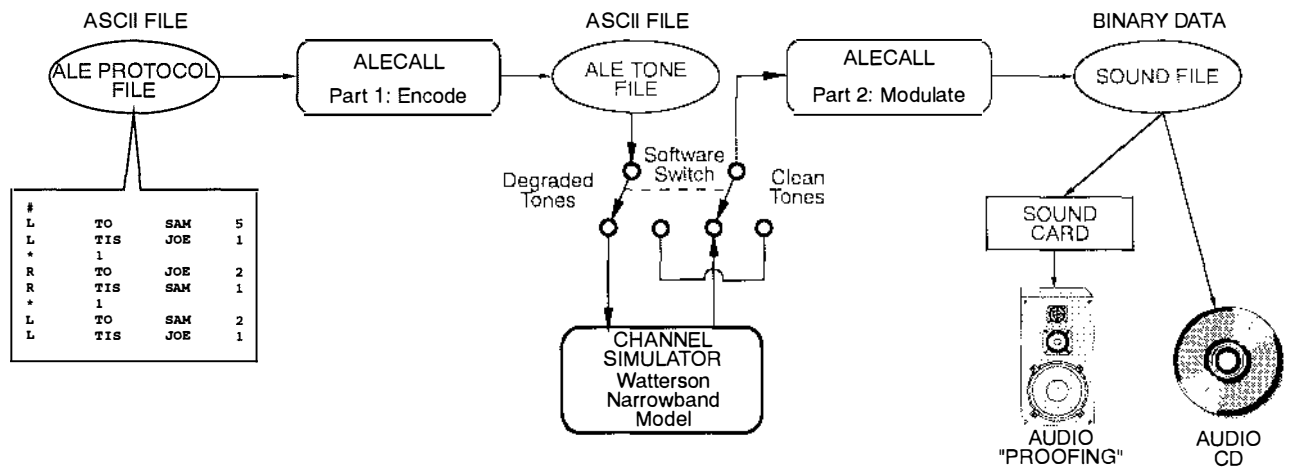 ASCII FILE
ALE PROTOCOL
FILE
ALECALL
Part 1: Encode
ASCII FILE
ALE TONE
FILE
ALECALL
Part 2: Modulate
BINARY DATA
SOUND FILE
#
L TO SAM 5
L TIS JOE 1
* 1
R TO JOE 2
R TIS SAM 1
* 1
L TO SAM 2
L TIS JOE 1
Degraded
Tones
Software
Switch
Clean
Tones
CHANNEL
SIMULATOR
Watterson
Narrowband
Model
SOUND
CARD
AUDIO
"PROOFING"
AUDIO
CD